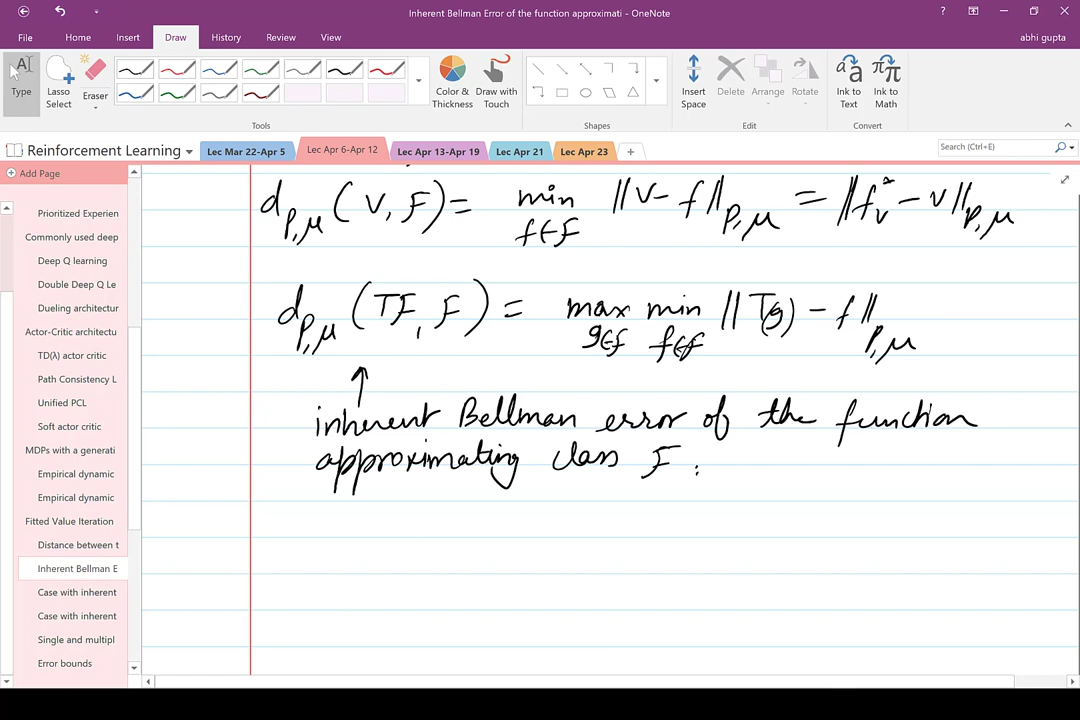 Inherent Bellman Error of the function approximati - OneNote
?
File
Home
Insert
Draw
History
Review
View
abhi gupta
Type
Lasso Select
Eraser
Color & Thickness
Draw with Touch
Insert Space
Delete
Arrange
Rotate
Ink to Text
Ink to Math
Tools
Shapes
Edit
Convert
Reinforcement Learning
Lec Mar 22-Apr 5
Lec Apr 6-Apr 12
Lec Apr 13-Apr 19
Lec Apr 21
Lec Apr 23
+
Search (Ctrl+E)
Add Page
Prioritized Experien
Commonly used deep
Deep Q learning
Double Deep Q Le
Dueling architectur
Actor-Critic architectu
TD(λ) actor critic
Path Consistency L
Unified PCL
Soft actor critic
MDPs with a generati
Empirical dynamic
Empirical dynamic
Fitted Value Iteration
Distance between t
Inherent Bellman E
Case with inherent
Case with inherent
Single and multipl
Error bounds
d_{p,μ}(V, F) = min_{f∈F} ||V - f||_{p,μ} = ||f*_v - v||_{p,μ}
d_{p,μ}(TF, F) = max_{g∈F} min_{f∈F} ||T(g) - f||_{p,μ}
↑
inherent Bellman error of the function
approximating class F.